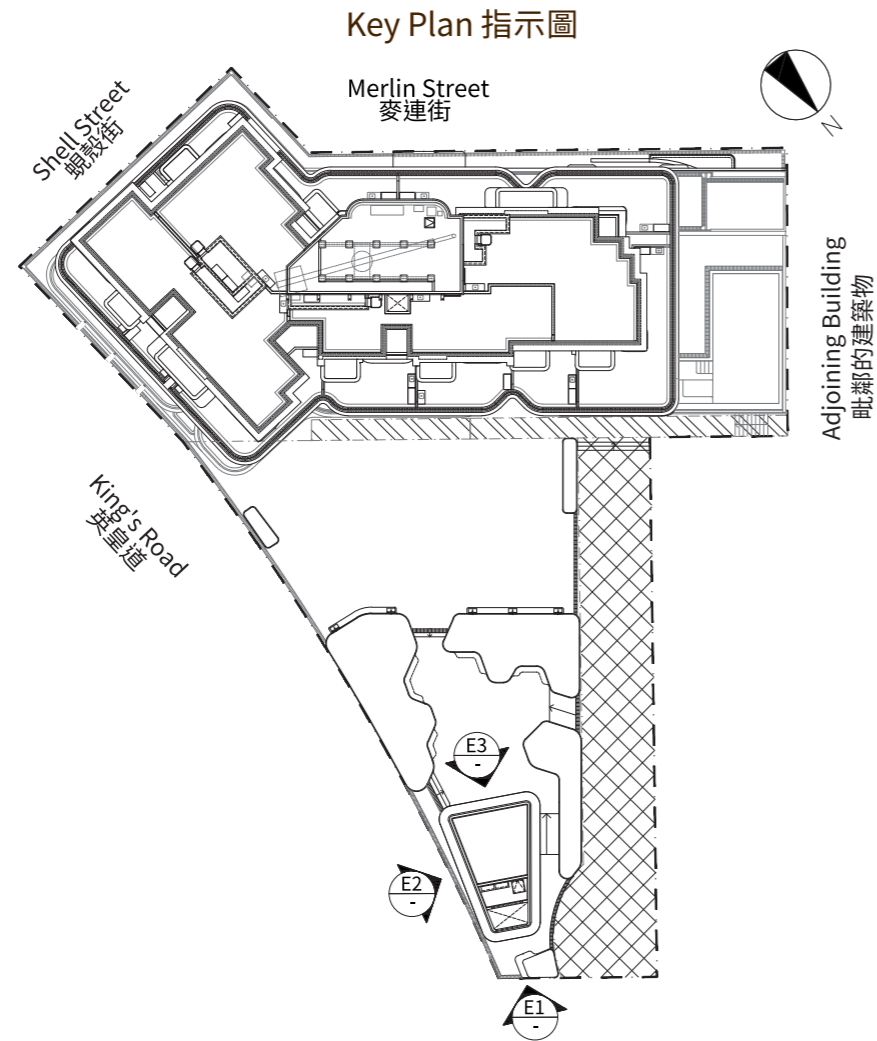 Key Plan 指示圖
Merlin Street
麥連街
Shell Street
蜆殼街
N
Adjoining Building
毗鄰的建築物
King's Road
英皇道
E3
-
E2
-
E1
-